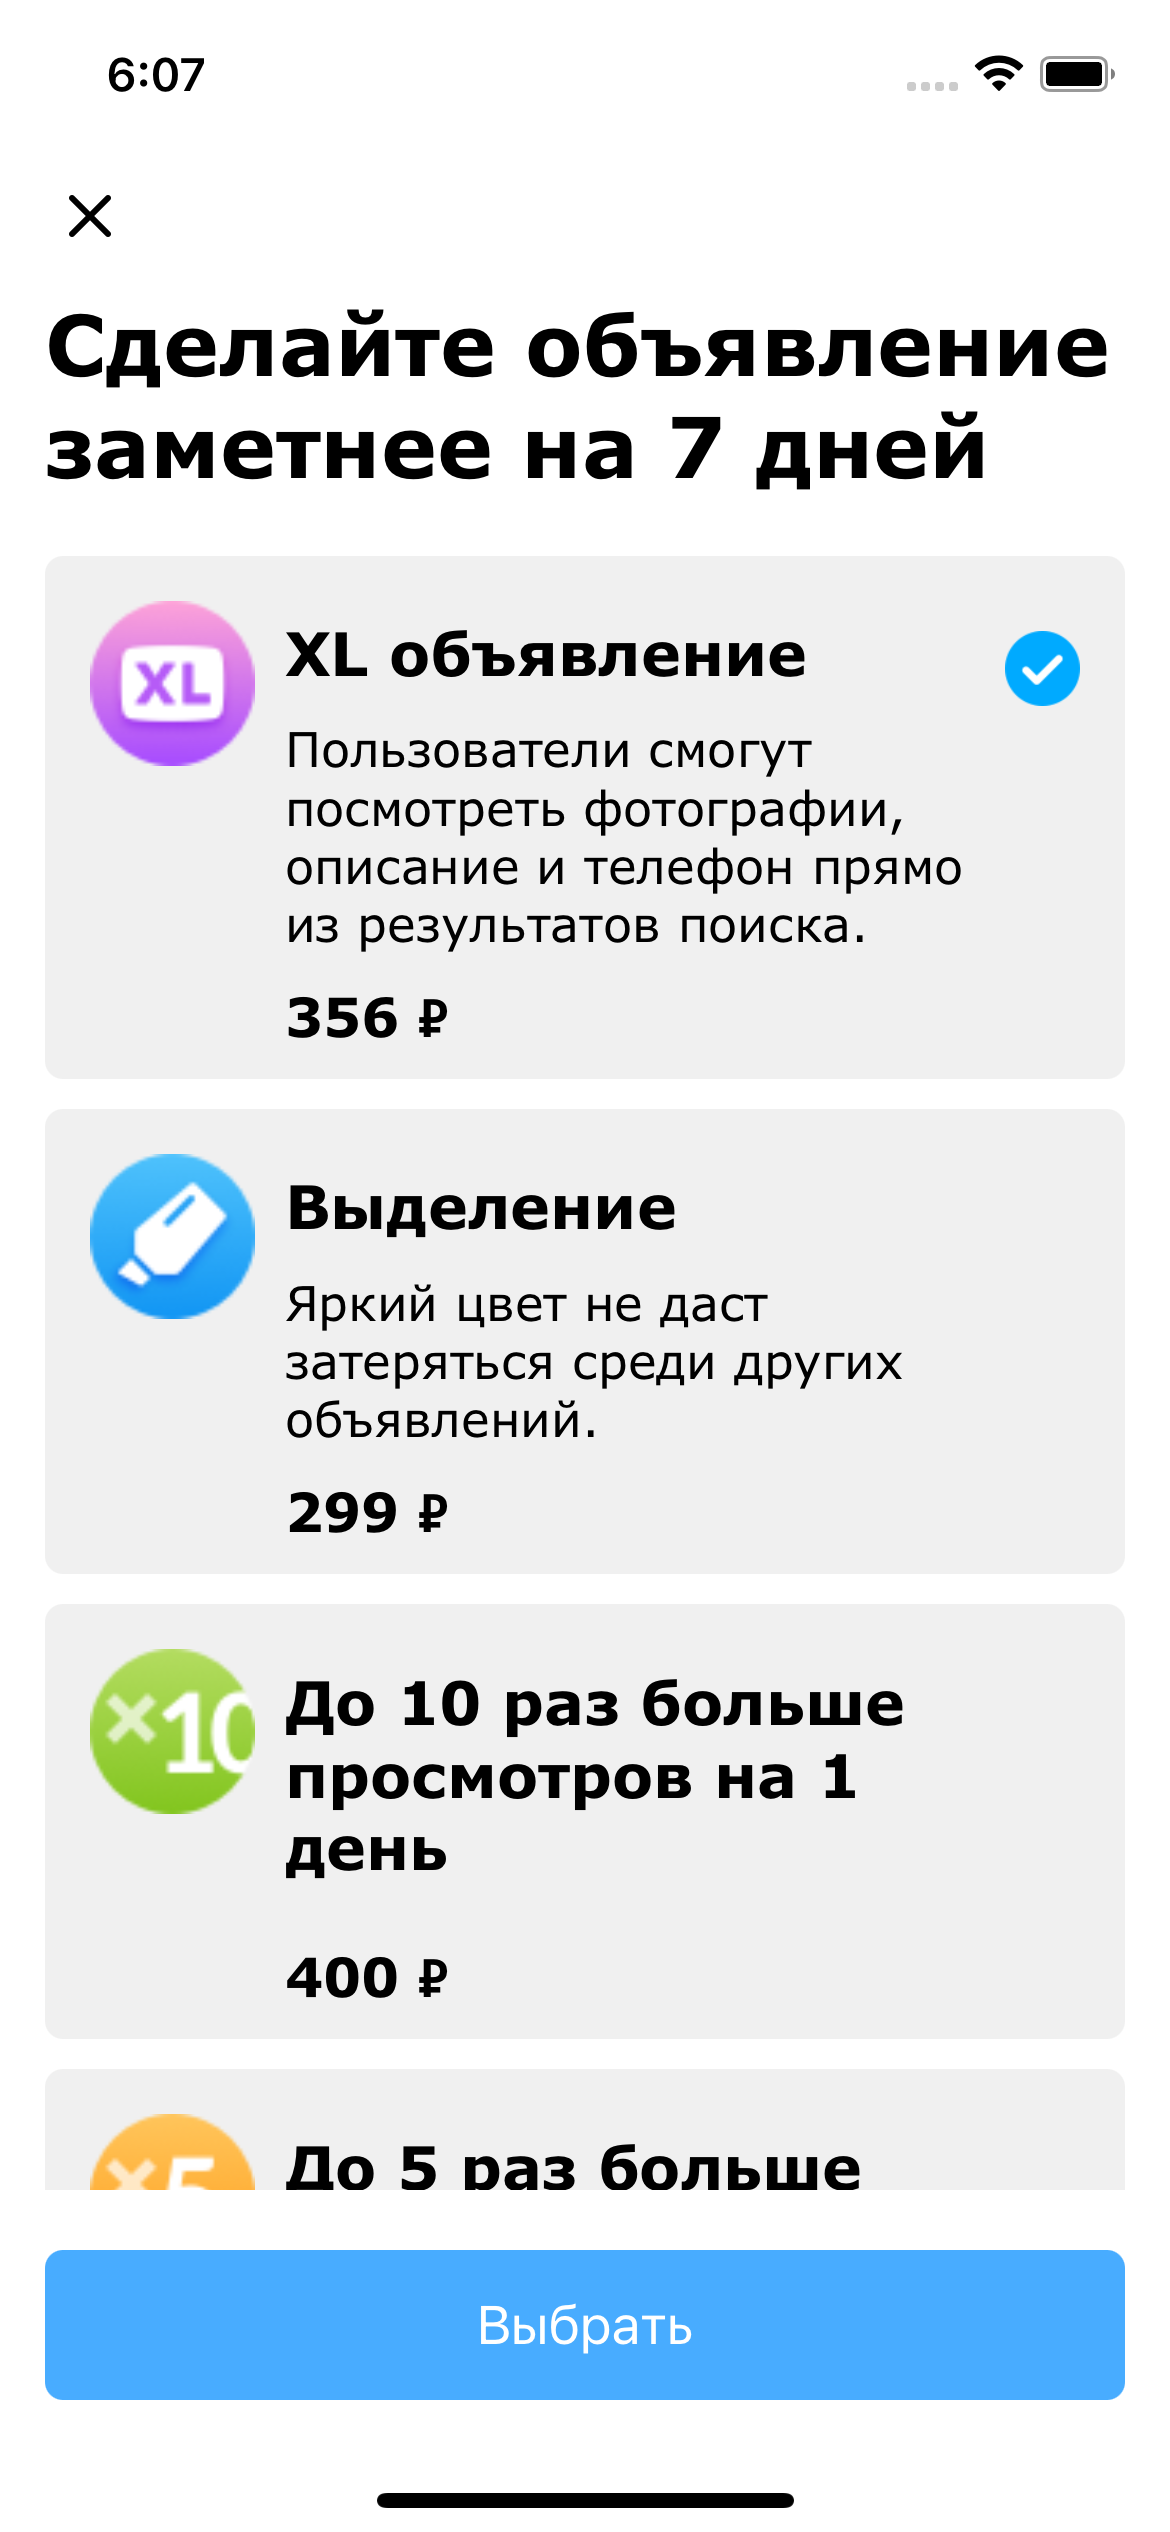 6:07
Сделайте объявление
заметнее на 7 дней
XL
XL объявление
Пользователи смогут
посмотреть фотографии,
описание и телефон прямо
из результатов поиска.
356 ₽
Выделение
Яркий цвет не даст
затеряться среди других
объявлений.
299 ₽
×10
До 10 раз больше
просмотров на 1
день
400 ₽
×5
До 5 раз больше
Выбрать